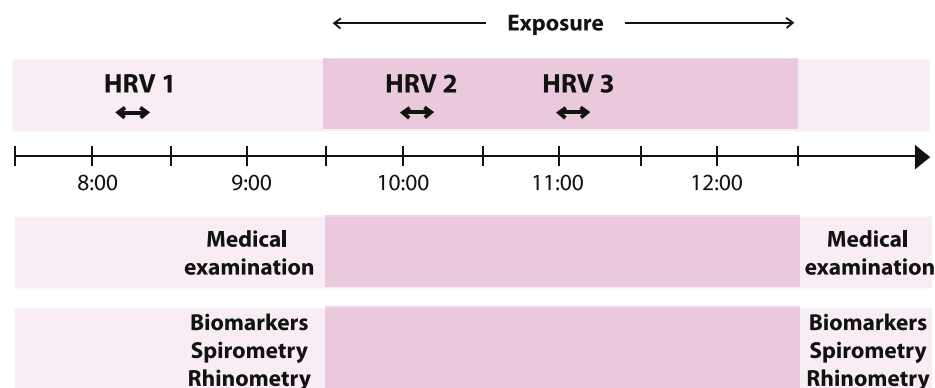 Exposure
HRV 1 HRV 2 HRV 3
8:00 9:00 10:00 11:00 12:00
Medical
examination
Medical
examination
Biomarkers
Spirometry
Rhinometry
Biomarkers
Spirometry
Rhinometry